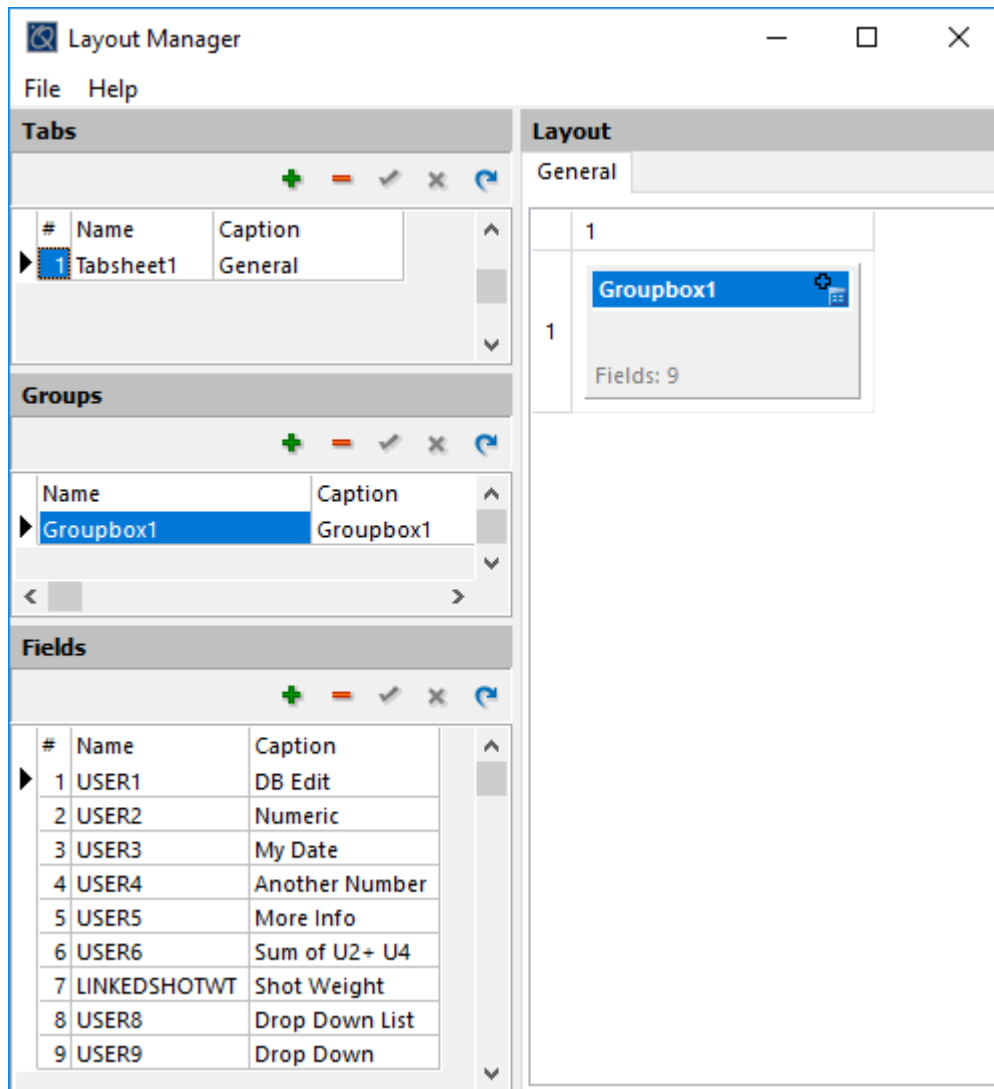 Layout Manager
File Help
Tabs
# Name Caption
1 Tabsheet1 General
Groups
Name Caption
Groupbox1 Groupbox1
Fields
# Name Caption
1 USER1 DB Edit
2 USER2 Numeric
3 USER3 My Date
4 USER4 Another Number
5 USER5 More Info
6 USER6 Sum of U2+ U4
7 LINKEDSHOTWT Shot Weight
8 USER8 Drop Down List
9 USER9 Drop Down
Layout
General
1
Groupbox1
1
Fields: 9